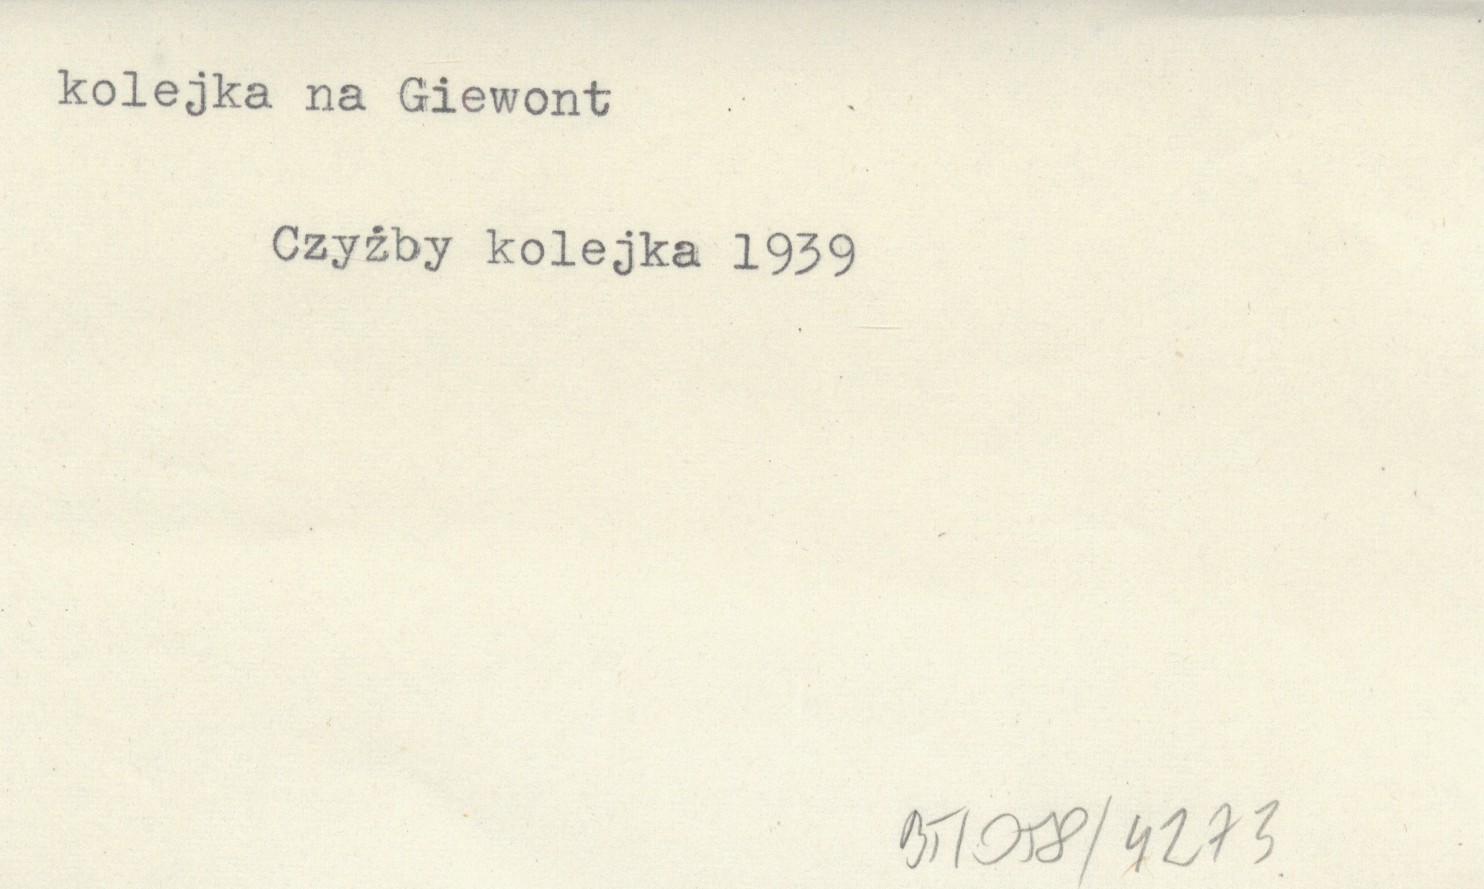 kolejka na Giewont
Czyżby kolejka 1939
BT/058/4273